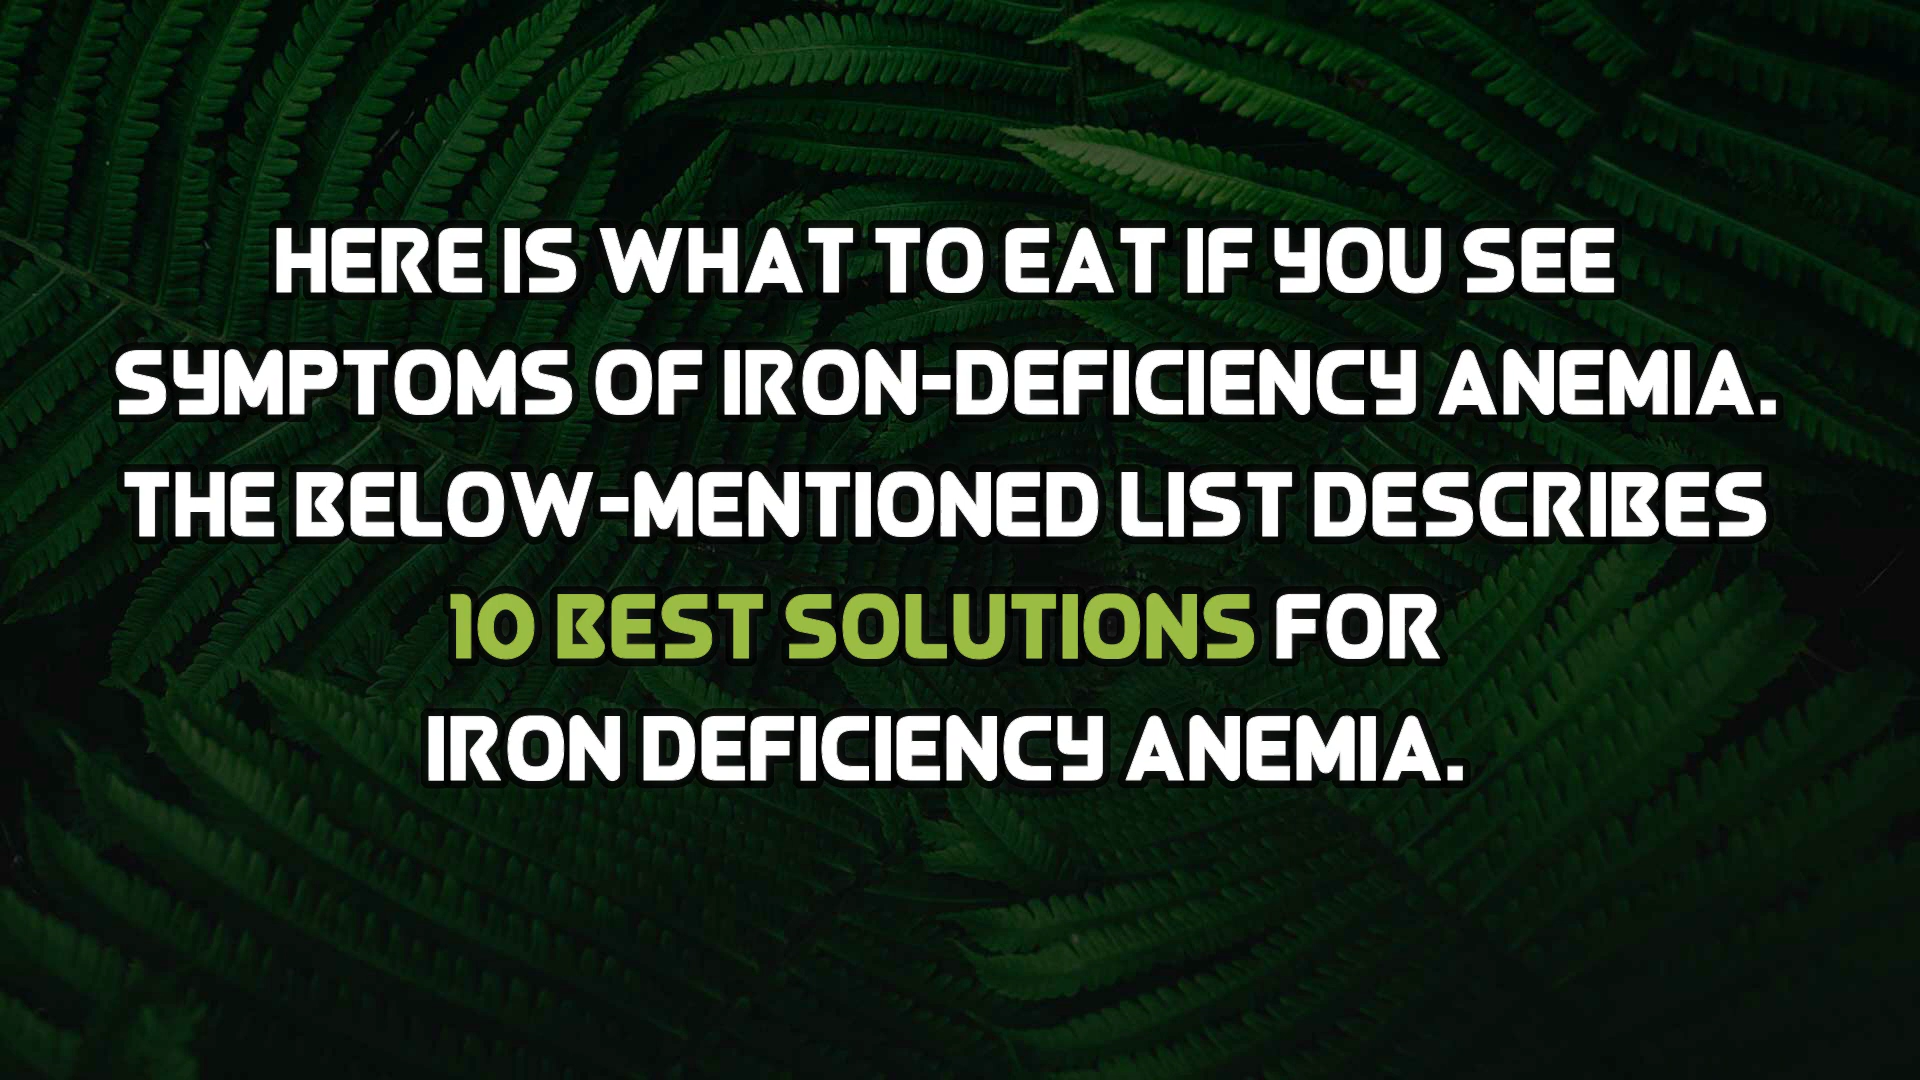 HERE IS WHAT TO EAT IF YOU SEE
SYMPTOMS OF IRON-DEFICIENCY ANEMIA.
THE BELOW-MENTIONED LIST DESCRIBES
10 BEST SOLUTIONS FOR
IRON DEFICIENCY ANEMIA.